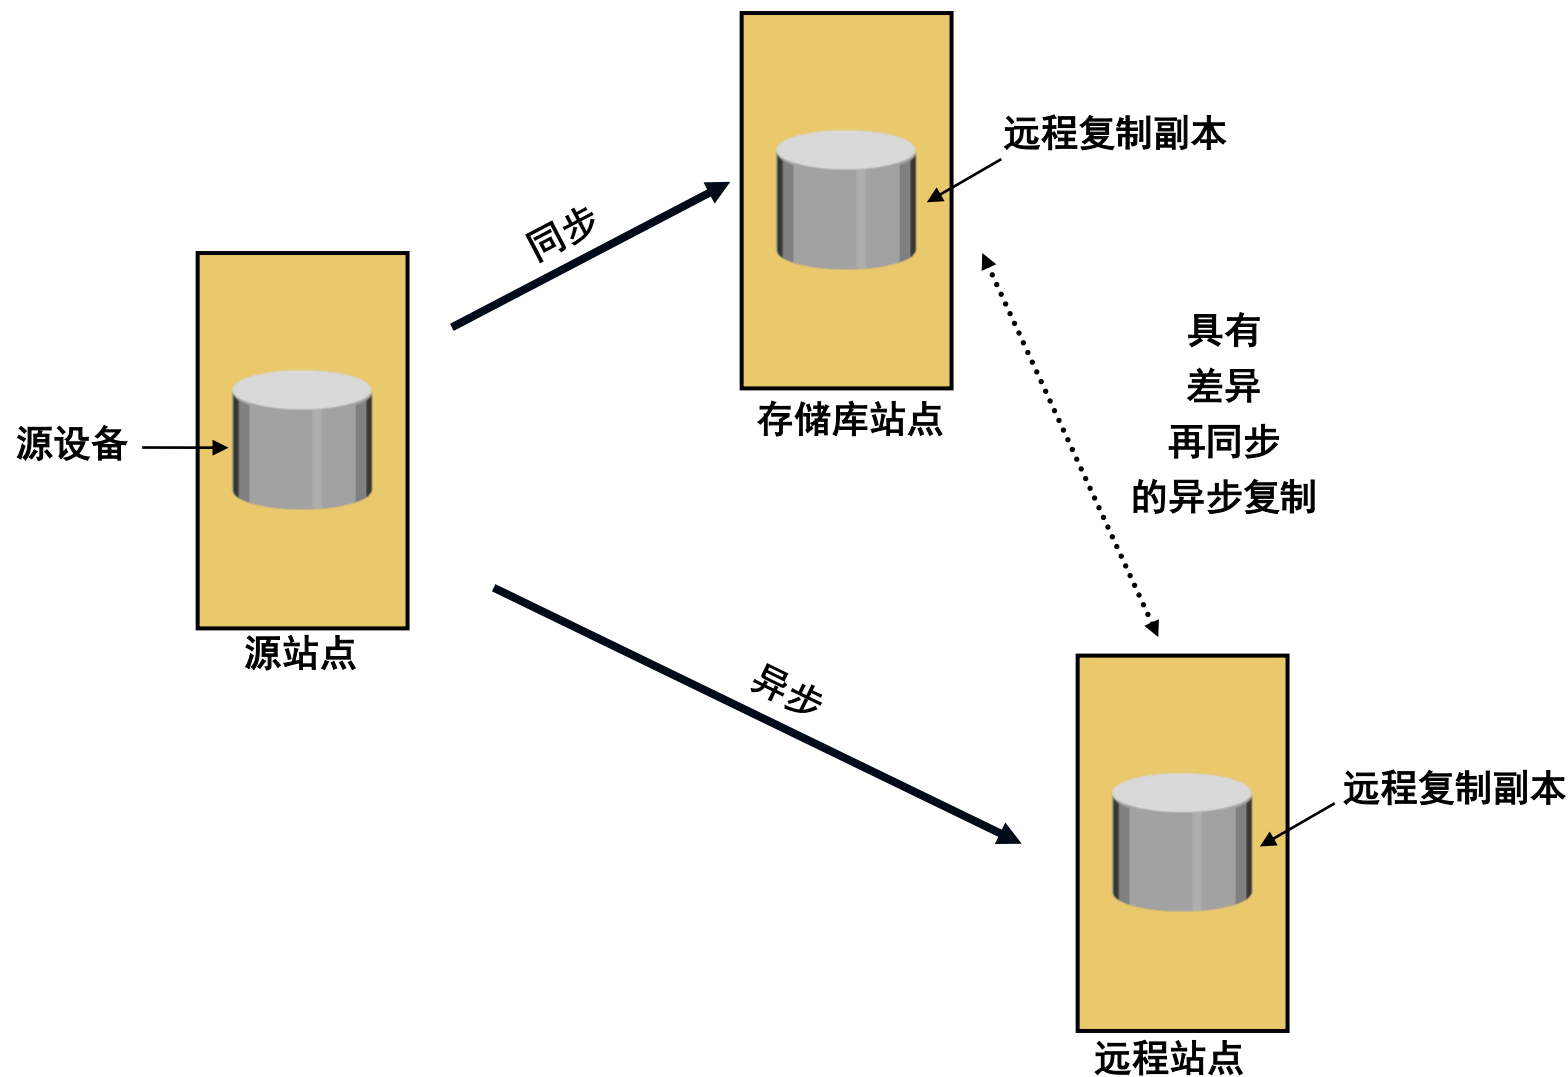 远程复制副本
同步
具有
差异
再同步
的异步复制
存储库站点
源设备
源站点
异步
远程复制副本
远程站点